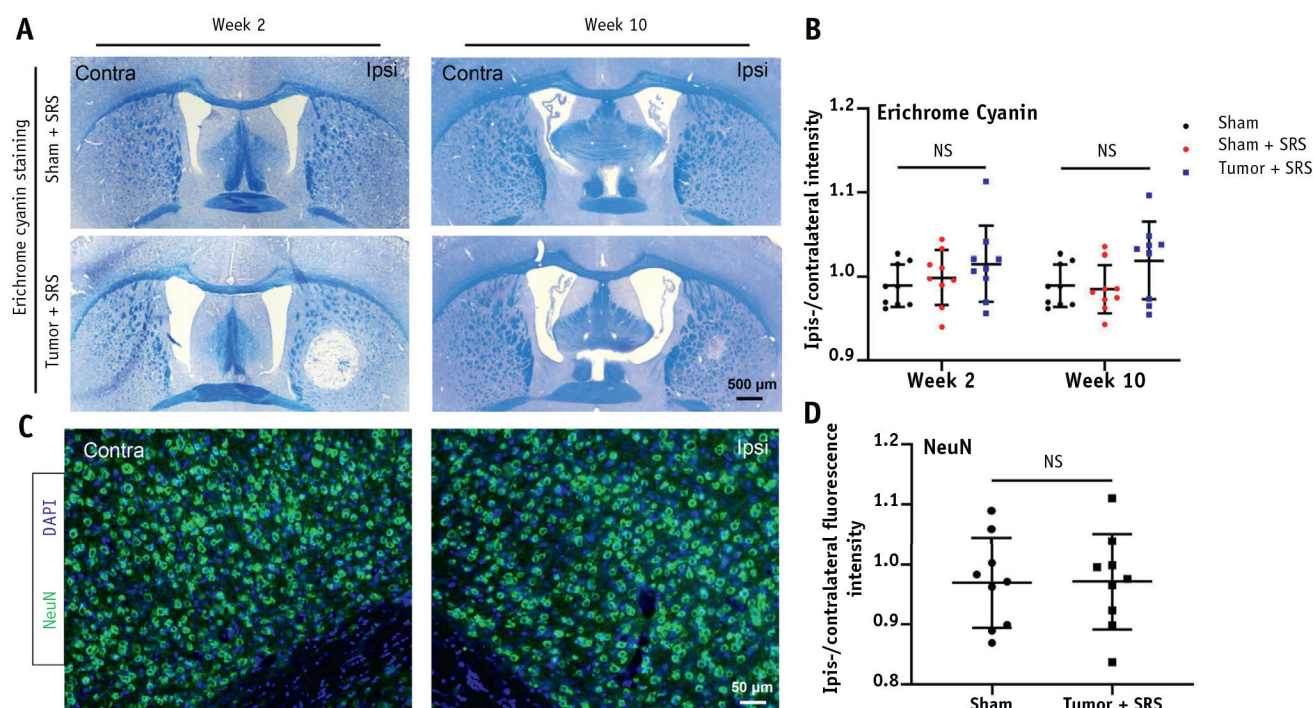 A
Week 2
Week 10
Erichrome cyanin staining
Sham + SRS
Tumor + SRS
Contra
Ipsi
Contra
Ipsi
500 μm
B
Erichrome Cyanin
Ipis-/contralateral intensity
1.2
1.1
1.0
0.9
NS
NS
Week 2
Week 10
Sham
Sham + SRS
Tumor + SRS
C
NeuN DAPI
Contra
Ipsi
50 μm
D
NeuN
Ipis-/contralateral fluorescence
intensity
1.2
1.1
1.0
0.9
0.8
NS
Sham
Tumor + SRS